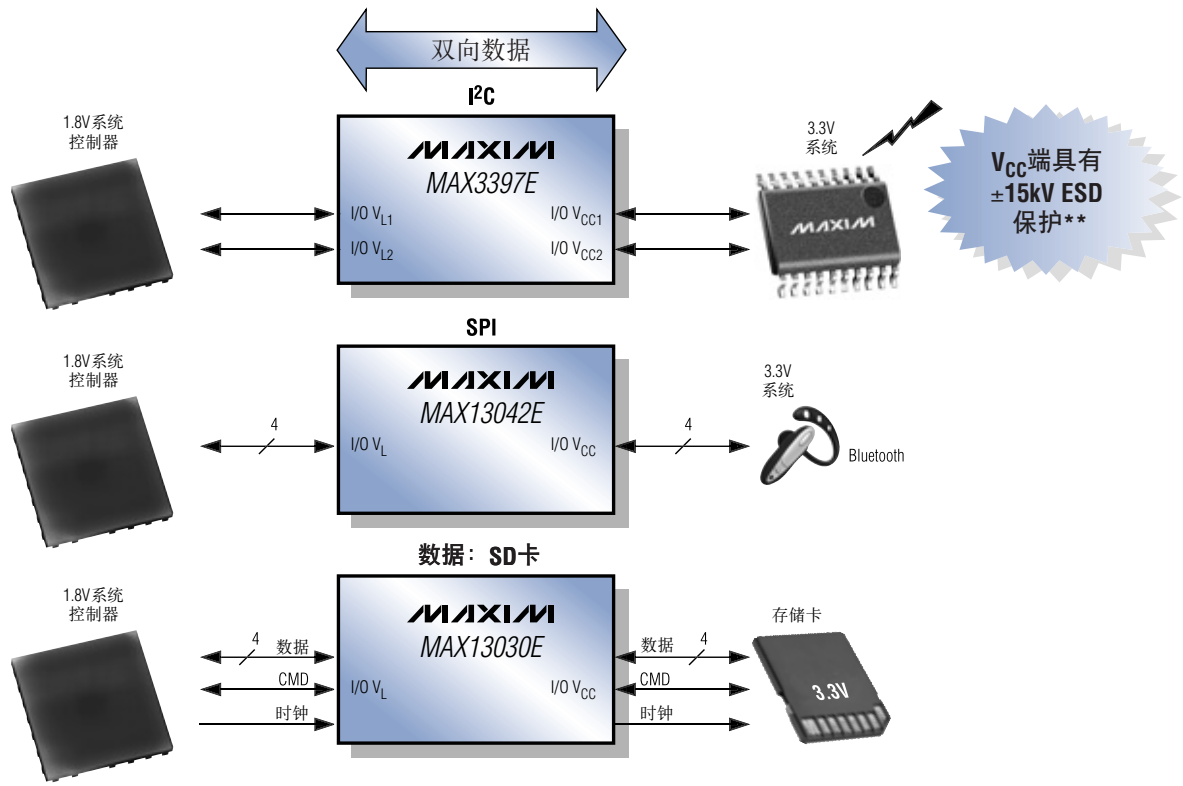 双向数据
I²C
1.8V系统
控制器
MAXIM
MAX3397E
I/O VL1
I/O VL2
I/O VCC1
I/O VCC2
3.3V
系统
MAXIM
VCC端具有
±15kV ESD
保护**
SPI
1.8V系统
控制器
4
MAXIM
MAX13042E
I/O VL
I/O VCC
4
3.3V
系统
Bluetooth
数据：SD卡
1.8V系统
控制器
4
数据
CMD
时钟
MAXIM
MAX13030E
I/O VL
I/O VCC
数据
4
CMD
时钟
存储卡
3.3V